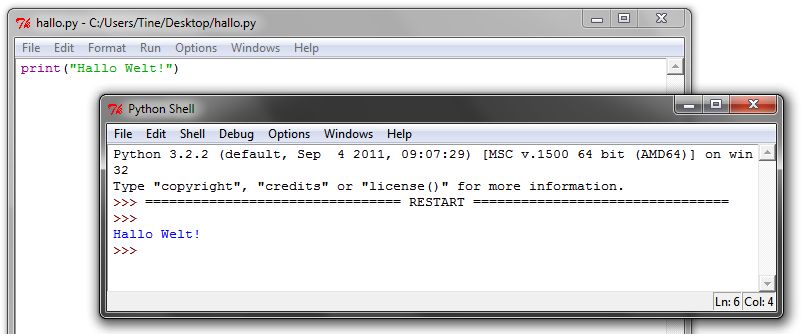 hallo.py - C:/Users/Tine/Desktop/hallo.py
File Edit Format Run Options Windows Help
print("Hallo Welt!")
Python Shell
File Edit Shell Debug Options Windows Help
Python 3.2.2 (default, Sep  4 2011, 09:07:29) [MSC v.1500 64 bit (AMD64)] on win
32
Type "copyright", "credits" or "license()" for more information.
>>> ================================ RESTART ================================
>>>
Hallo Welt!
>>>
Ln: 6 Col: 4